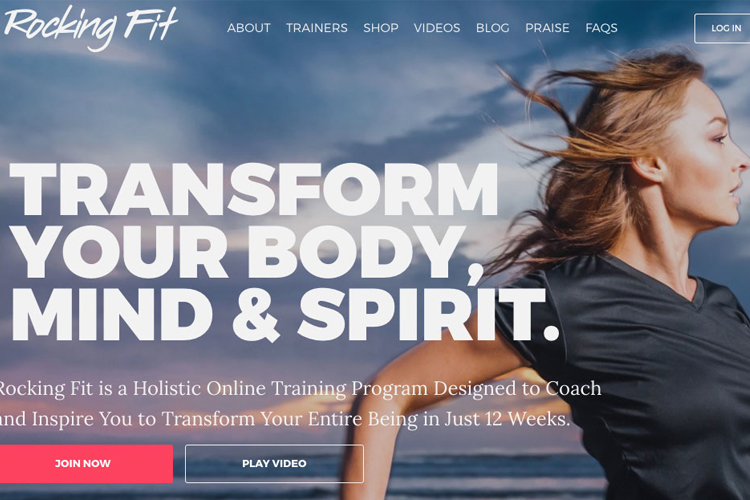 Rocking Fit
ABOUT TRAINERS SHOP VIDEOS BLOG PRAISE FAQS
LOG IN
TRANSFORM
YOUR BODY,
MIND & SPIRIT.
Rocking Fit is a Holistic Online Training Program Designed to Coach
and Inspire You to Transform Your Entire Being in Just 12 Weeks.
JOIN NOW
PLAY VIDEO